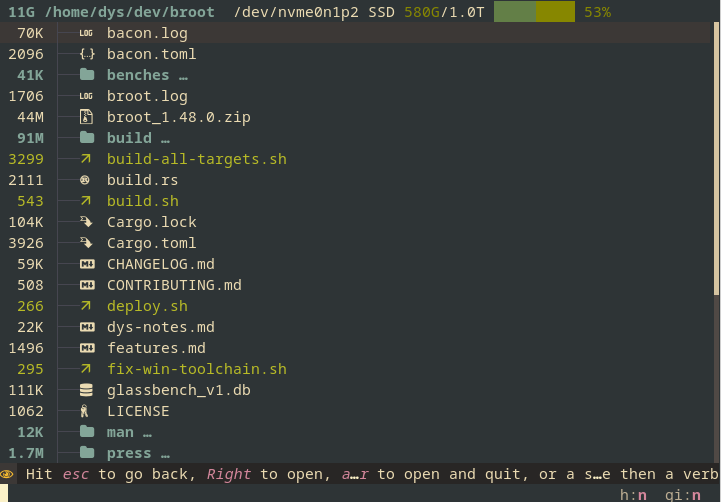 11G /home/dys/dev/broot /dev/nvme0n1p2 SSD 580G/1.0T 53%
70K LOG bacon.log
2096 {..} bacon.toml
41K benches …
1706 LOG broot.log
44M broot_1.48.0.zip
91M build …
3299 build-all-targets.sh
2111 build.rs
543 build.sh
104K Cargo.lock
3926 Cargo.toml
59K CHANGELOG.md
508 CONTRIBUTING.md
266 deploy.sh
22K dys-notes.md
1496 features.md
295 fix-win-toolchain.sh
111K glassbench_v1.db
1062 LICENSE
12K man …
1.7M press …
Hit esc to go back, Right to open, a…r to open and quit, or a s…e then a verb
h:n qi:n